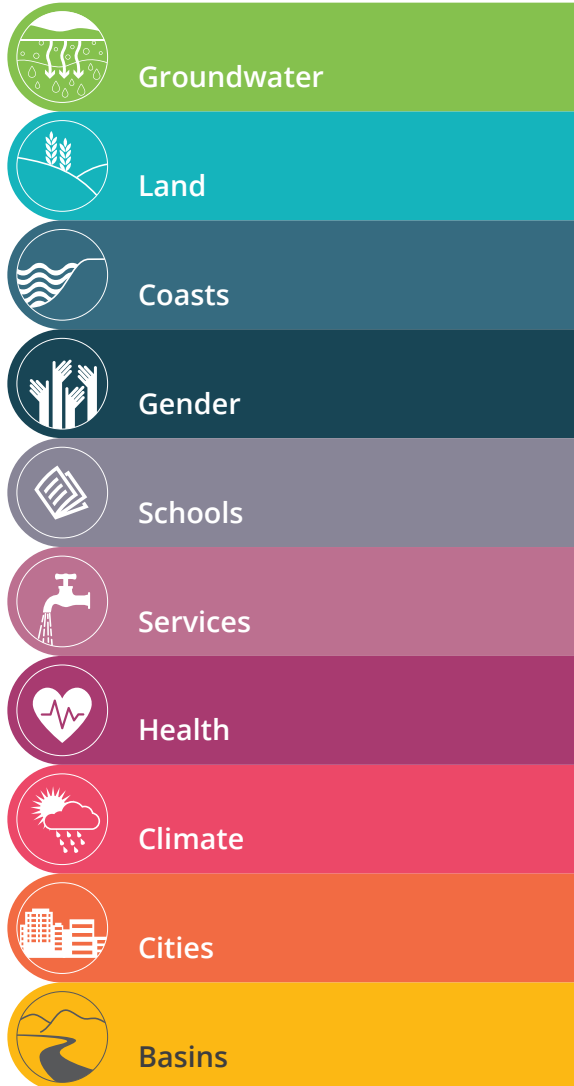 Groundwater
Land
Coasts
Gender
Schools
Services
Health
Climate
Cities
Basins